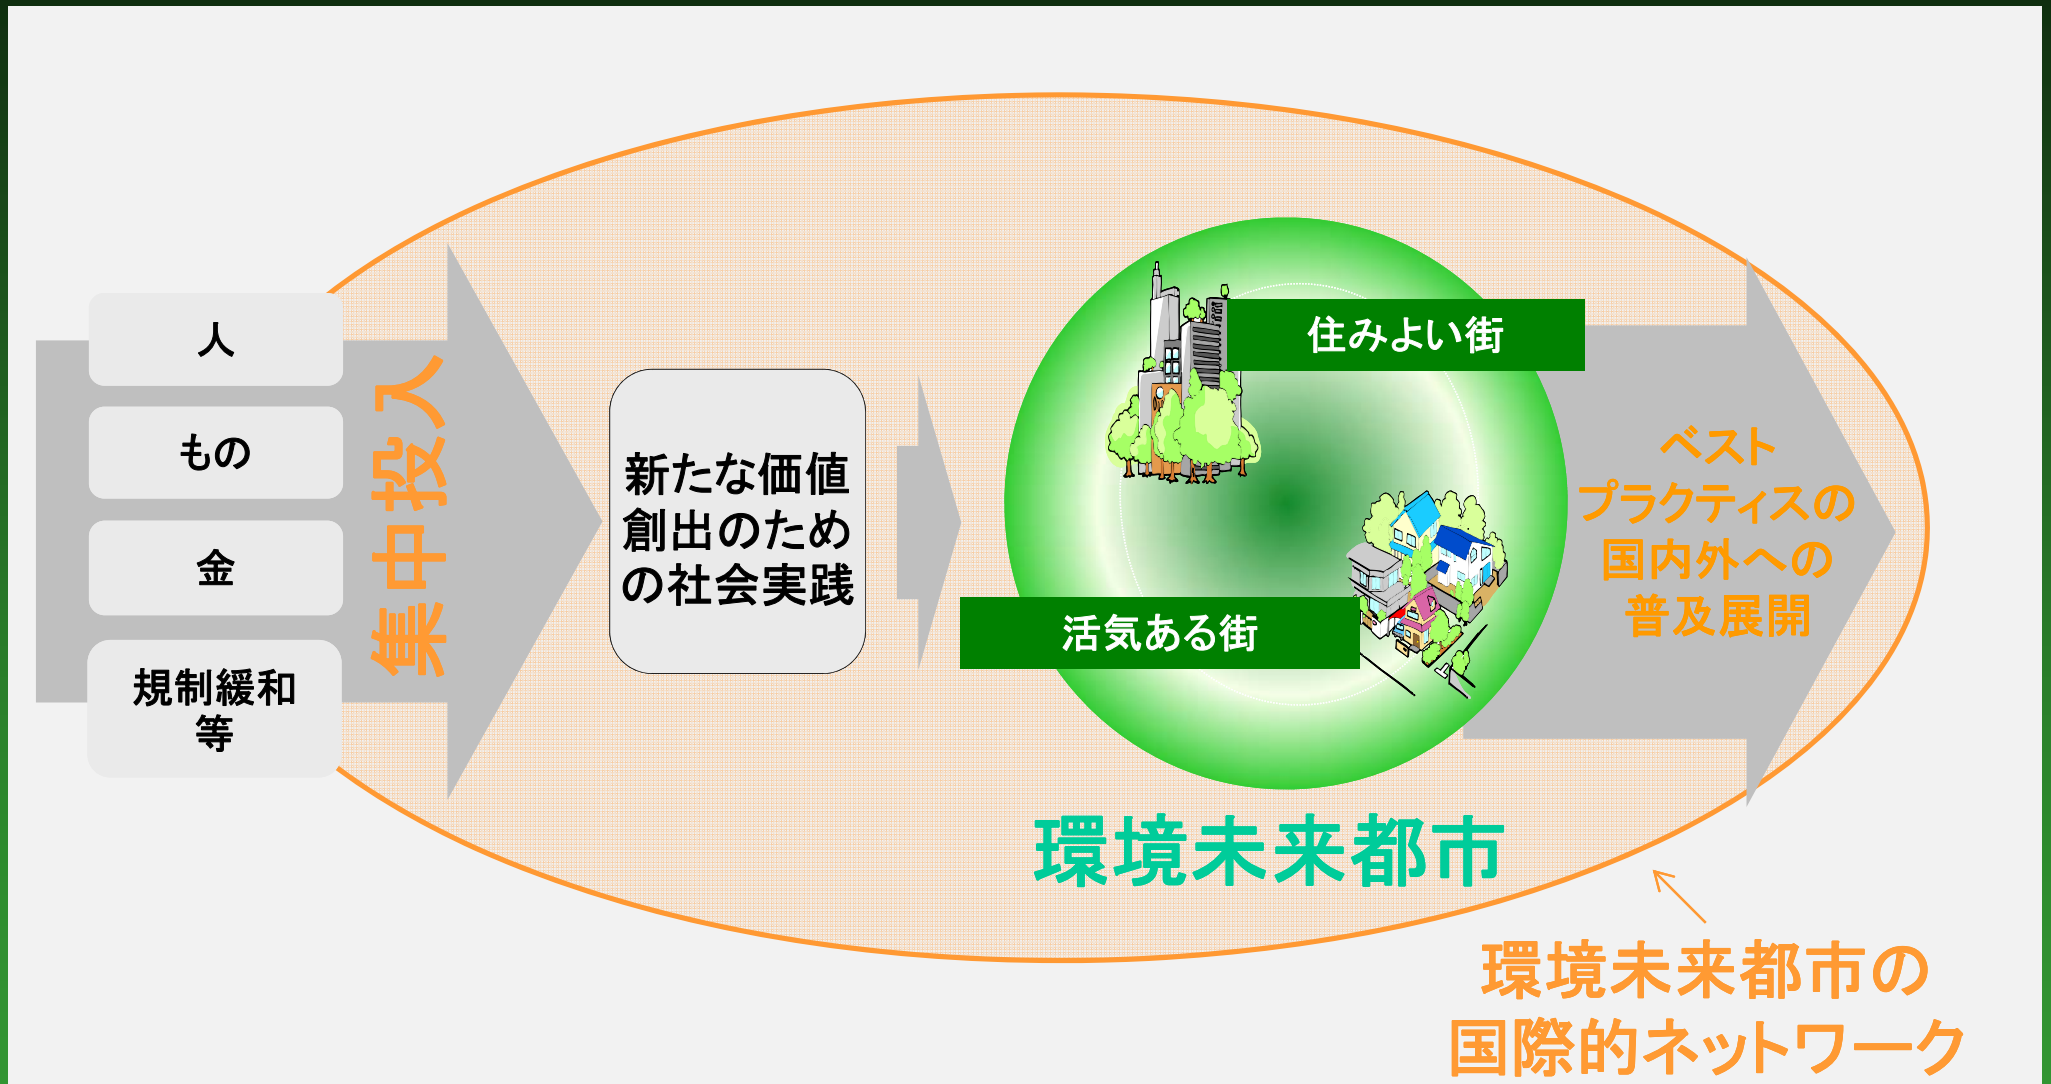 人
もの
金
規制緩和
等
集中投入
新たな価値
創出のため
の社会実践
住みよい街
活気ある街
環境未来都市
ベスト
プラクティスの
国内外への
普及展開
環境未来都市の
国際的ネットワーク